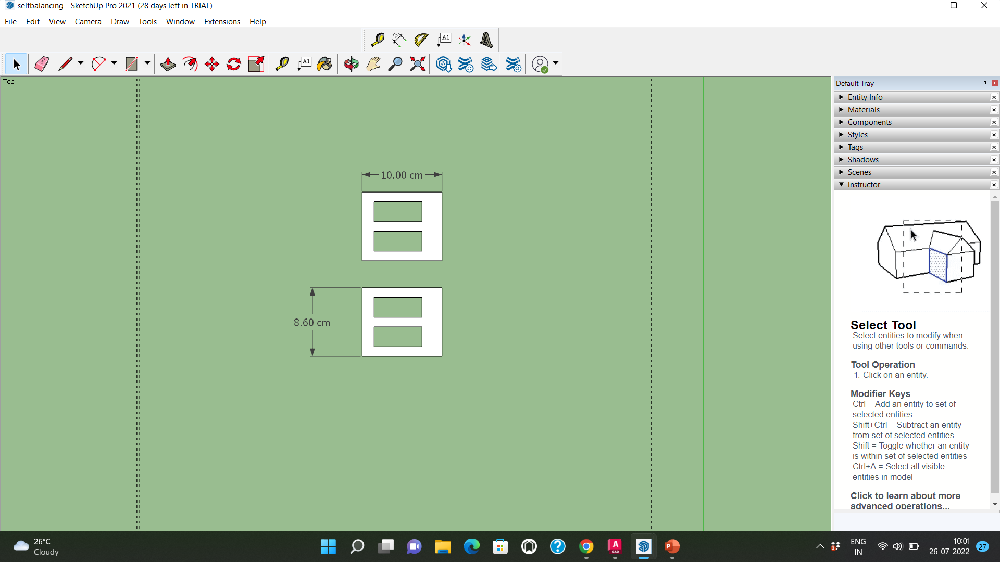 selfbalancing - SketchUp Pro 2021 (28 days left in TRIAL)
File Edit View Camera Draw Tools Window Extensions Help
A1
A1
Top
Default Tray
Entity Info
Materials
Components
Styles
Tags
Shadows
Scenes
Instructor
10.00 cm
8.60 cm
Select Tool
Select entities to modify when
using other tools or commands.
Tool Operation
1. Click on an entity.
Modifier Keys
Ctrl = Add an entity to set of
selected entities
Shift+Ctrl = Subtract an entity
from set of selected entities
Shift = Toggle whether an entity
is within set of selected entities
Ctrl+A = Select all visible
entities in model
Click to learn about more
advanced operations...
26°C
Cloudy
A
CAD
P
ENG
IN
10:01
26-07-2022
27